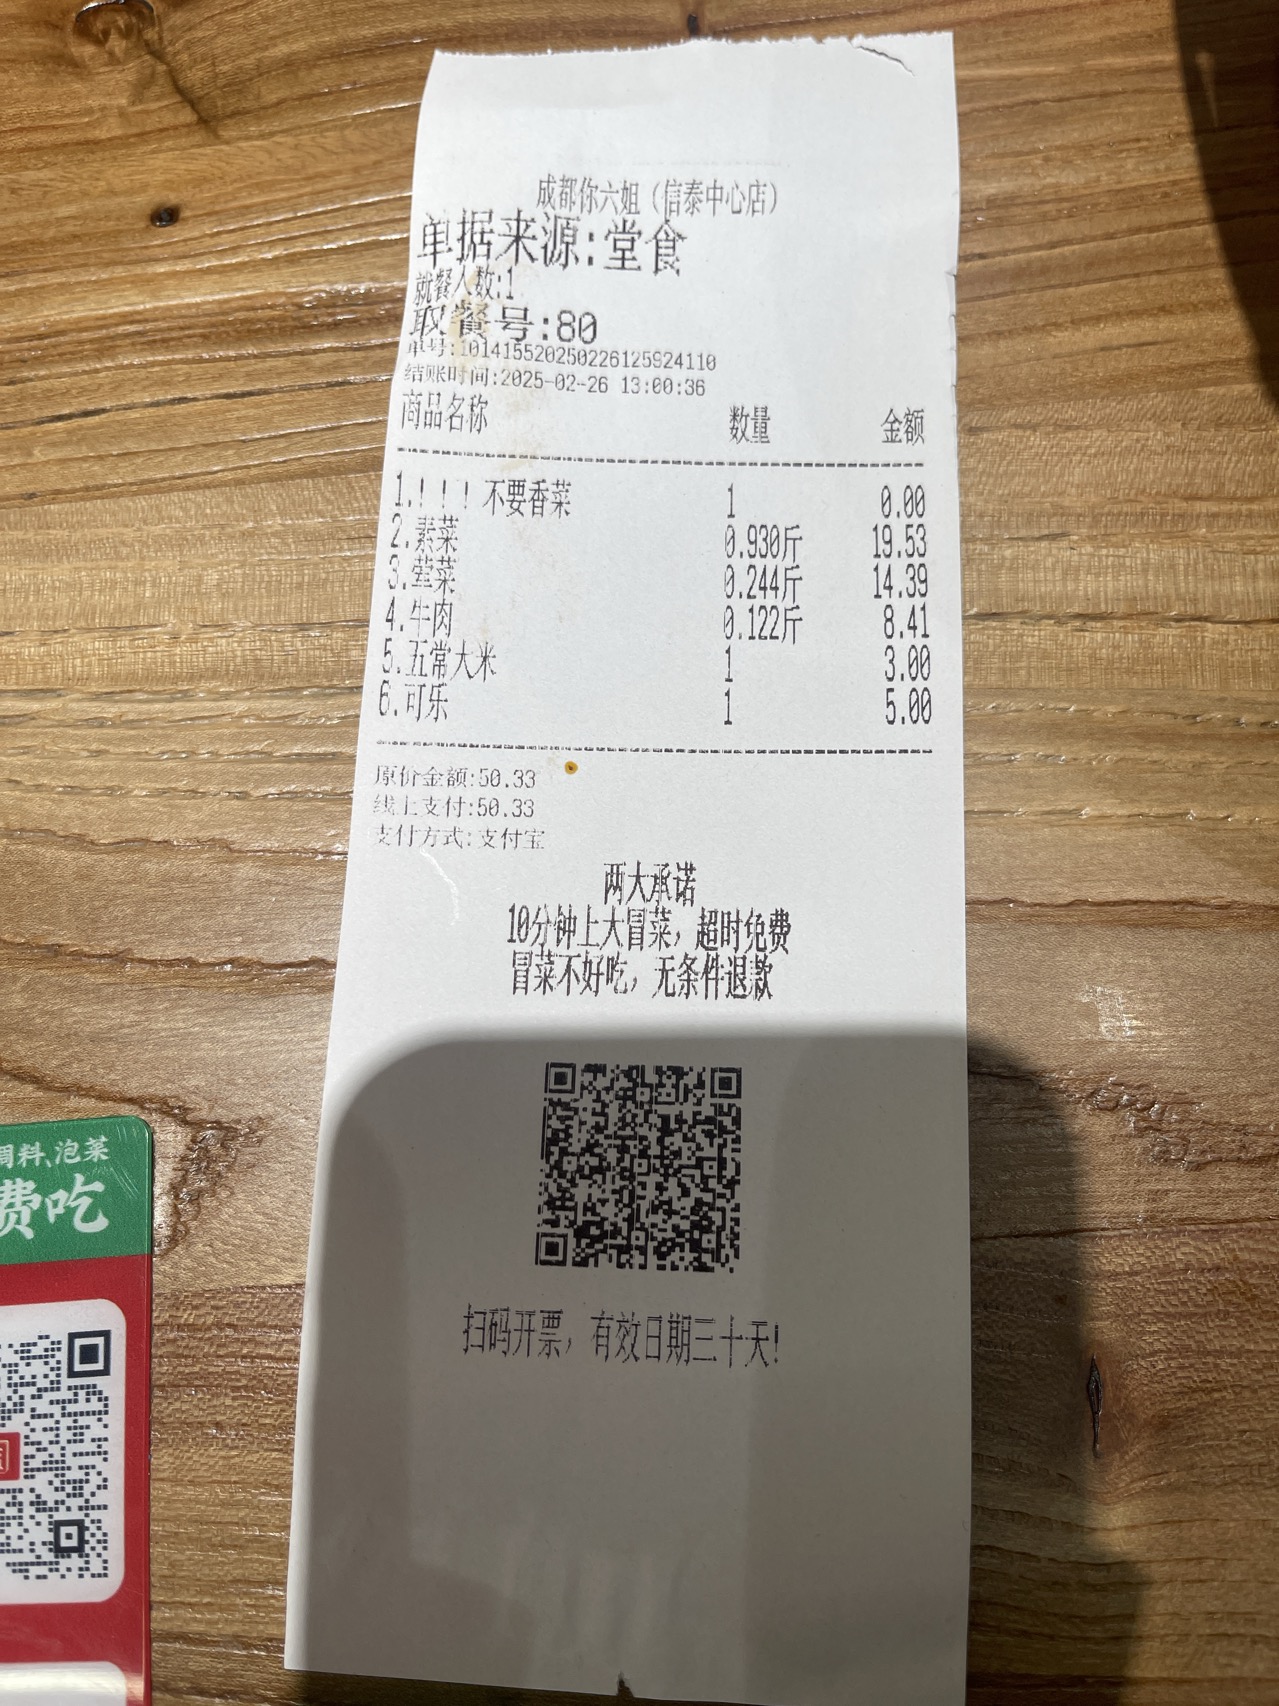 成都你六姐（信泰中心店）
单据来源:堂食
就餐人数:1
取餐号:80
单号:101415520250226125924110
结账时间:2025-02-26 13:00:36
商品名称 数量 金额
1.！！！不要香菜 1 0.00
2.素菜 0.930斤 19.53
3.荤菜 0.244斤 14.39
4.牛肉 0.122斤 8.41
5.五常大米 1 3.00
6.可乐 1 5.00
原价金额:50.33
线上支付:50.33
支付方式:支付宝
两大承诺
10分钟上大冒菜，超时免费
冒菜不好吃，无条件退款
扫码开票，有效日期三十天!
调料、泡菜
费吃